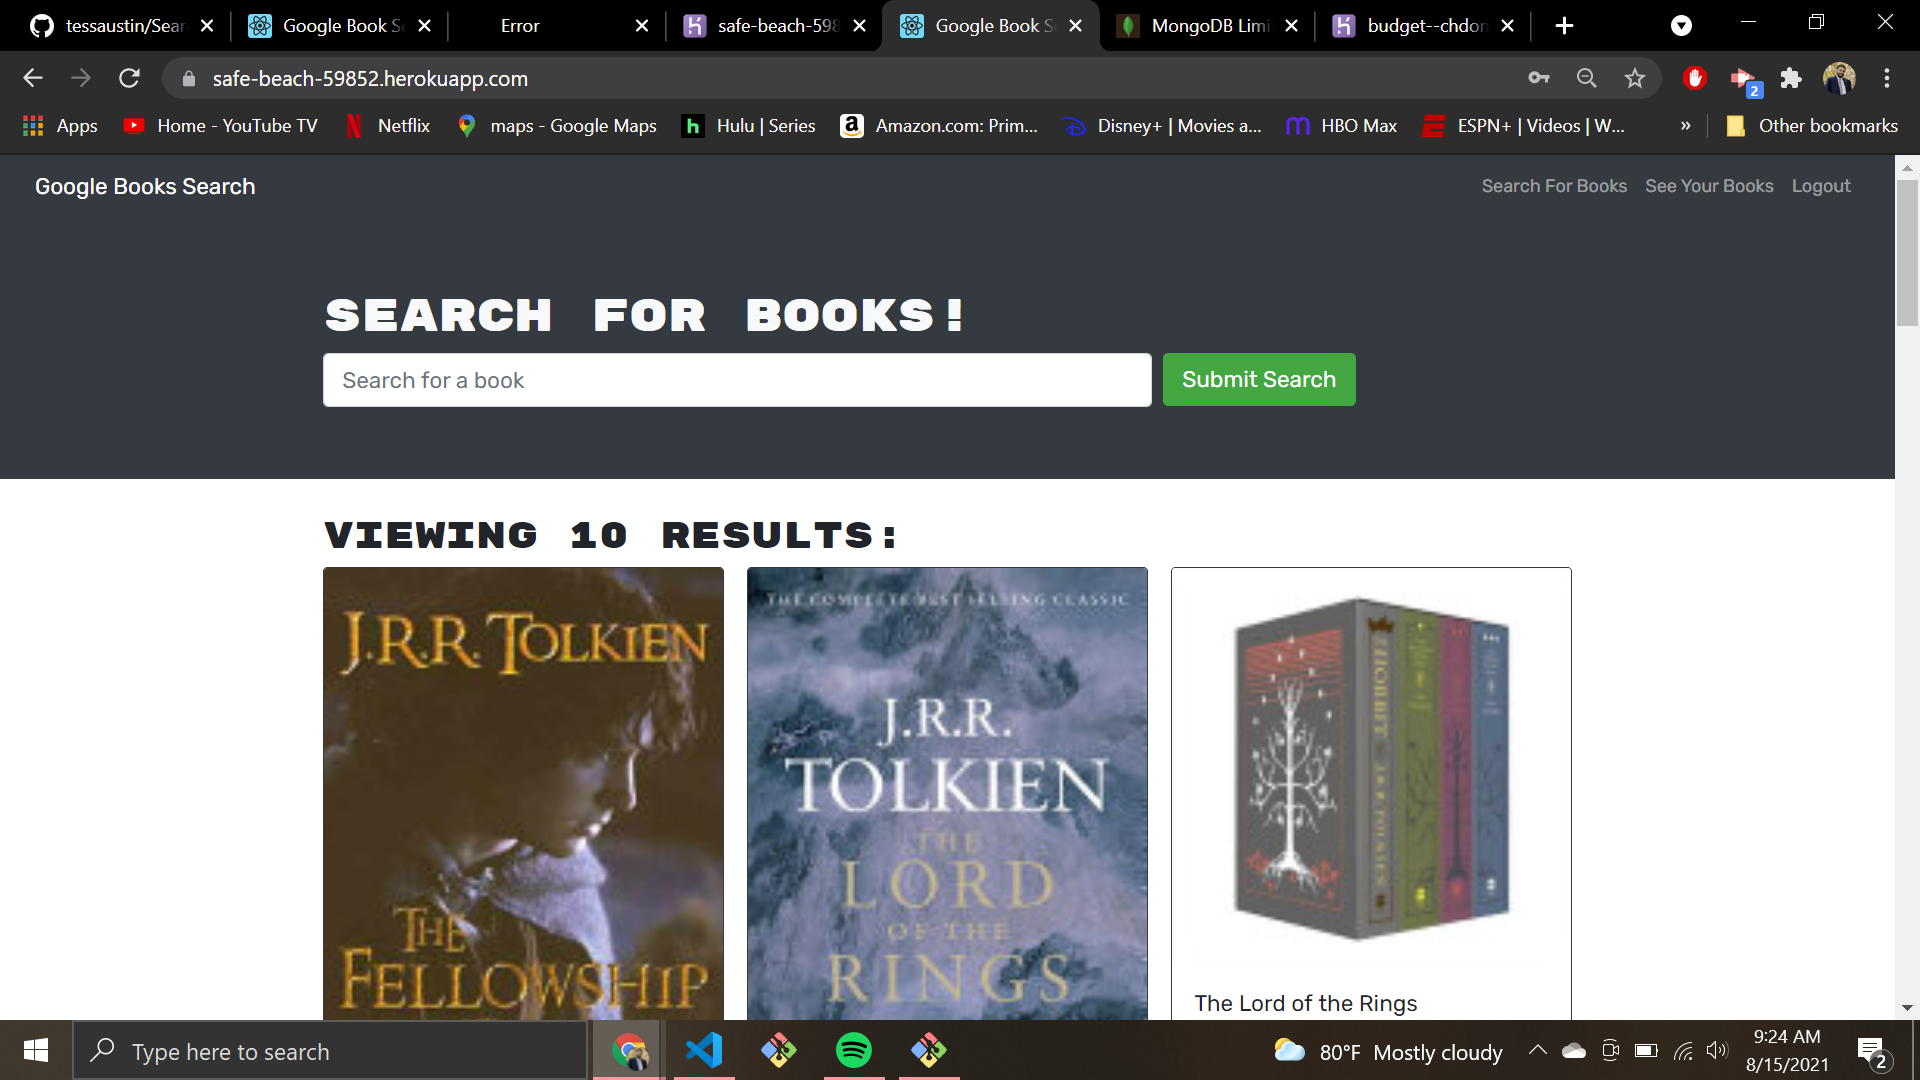 tessaustin/Sear
Google Book S
Error
safe-beach-598
Google Book S
MongoDB Limi
budget--chdon
safe-beach-59852.herokuapp.com
2
Apps
Home - YouTube TV
Netflix
maps - Google Maps
Hulu | Series
Amazon.com: Prim...
Disney+ | Movies a...
HBO Max
ESPN+ | Videos | W...
»
Other bookmarks
Google Books Search
Search For Books
See Your Books
Logout
SEARCH FOR BOOKS!
Search for a book
Submit Search
VIEWING 10 RESULTS:
J.R.R. TOLKIEN
THE
FELLOWSHIP
THE COMPLETE BEST SELLING CLASSIC
J.R.R.
TOLKIEN
THE
LORD
OF THE
RINGS
HOBBIT
The Lord of the Rings
Type here to search
80°F Mostly cloudy
9:24 AM
8/15/2021
2